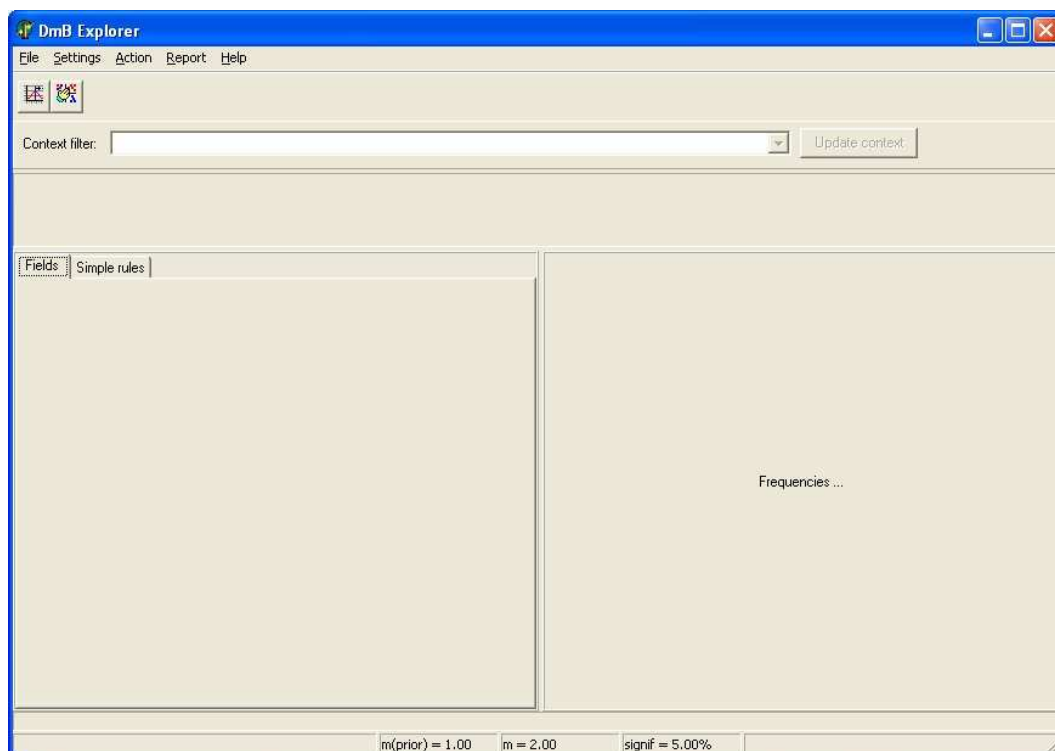 DmB Explorer
File Settings Action Report Help
Context filter: Update context
Fields Simple rules
Frequencies ...
m(prior) = 1.00 m = 2.00 signif = 5.00%